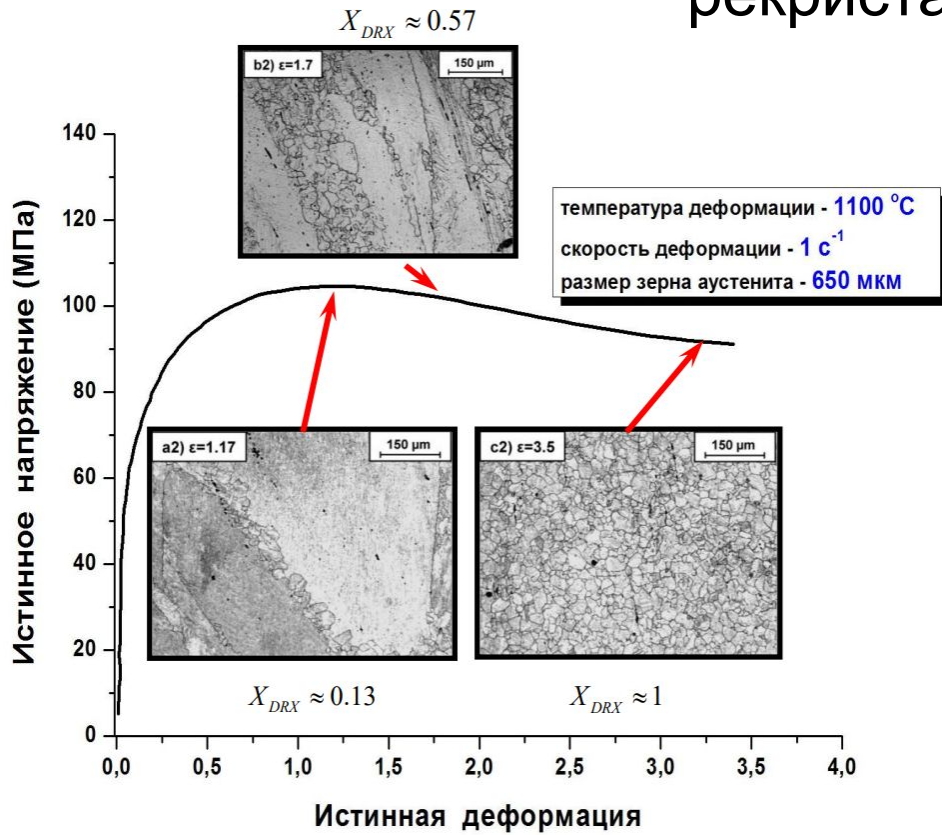 рекриста
X_DRX ≈ 0.57
b2) ε=1.7
150 µm
температура деформации - 1100 °C
скорость деформации - 1 с⁻¹
размер зерна аустенита - 650 мкм
Истинное напряжение (МПа)
140
120
100
80
60
40
20
0
a2) ε=1.17
150 µm
c2) ε=3.5
150 µm
X_DRX ≈ 0.13
X_DRX ≈ 1
0,0
0,5
1,0
1,5
2,0
2,5
3,0
3,5
4,0
Истинная деформация